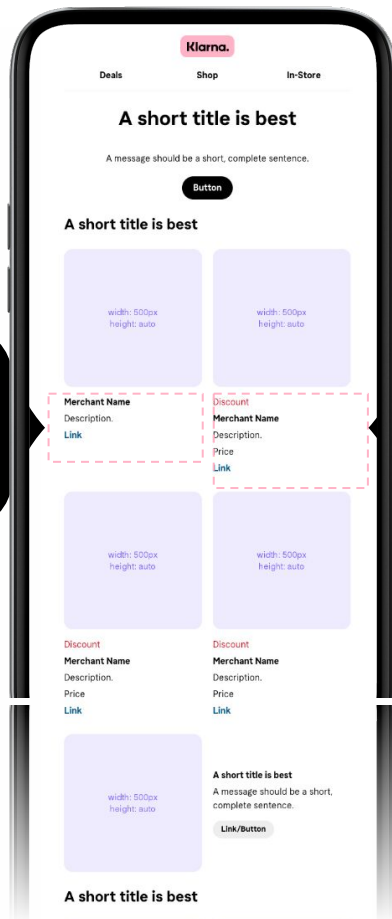 Klarna.
Deals Shop In-Store
A short title is best
A message should be a short, complete sentence.
Button
A short title is best
width: 500px
height: auto
width: 500px
height: auto
Merchant Name
Description.
Link
Discount
Merchant Name
Description.
Price
Link
width: 500px
height: auto
width: 500px
height: auto
Discount
Merchant Name
Description.
Price
Link
Discount
Merchant Name
Description.
Price
Link
width: 500px
height: auto
A short title is best
A message should be a short,
complete sentence.
Link/Button
A short title is best